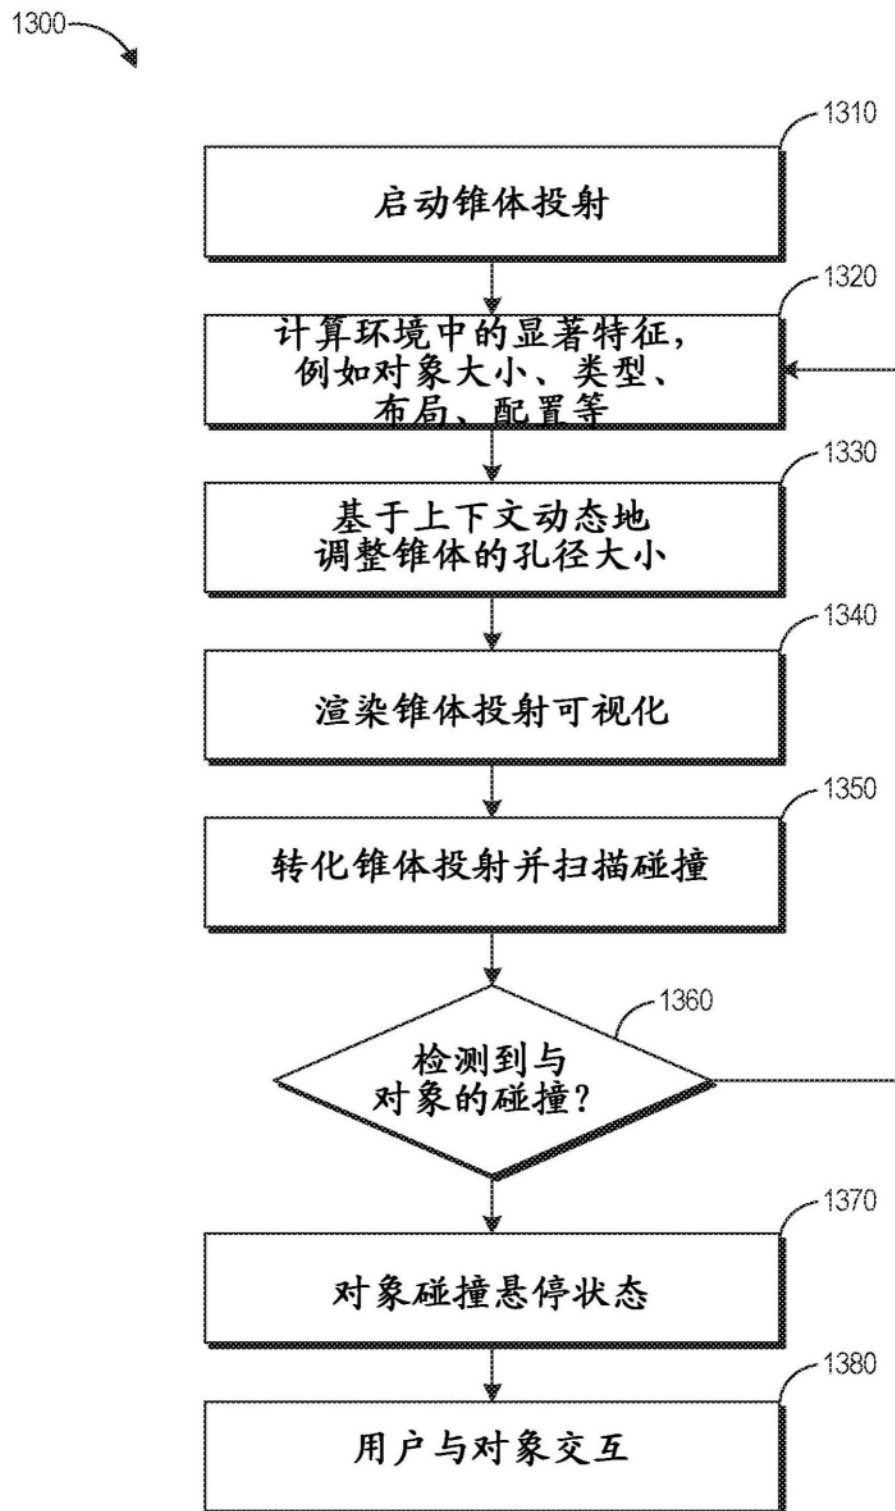 1300
1310
启动锥体投射
1320
计算环境中的显著特征，
例如对象大小、类型、
布局、配置等
1330
基于上下文动态地
调整锥体的孔径大小
1340
渲染锥体投射可视化
1350
转化锥体投射并扫描碰撞
1360
检测到与
对象的碰撞？
1370
对象碰撞悬停状态
1380
用户与对象交互